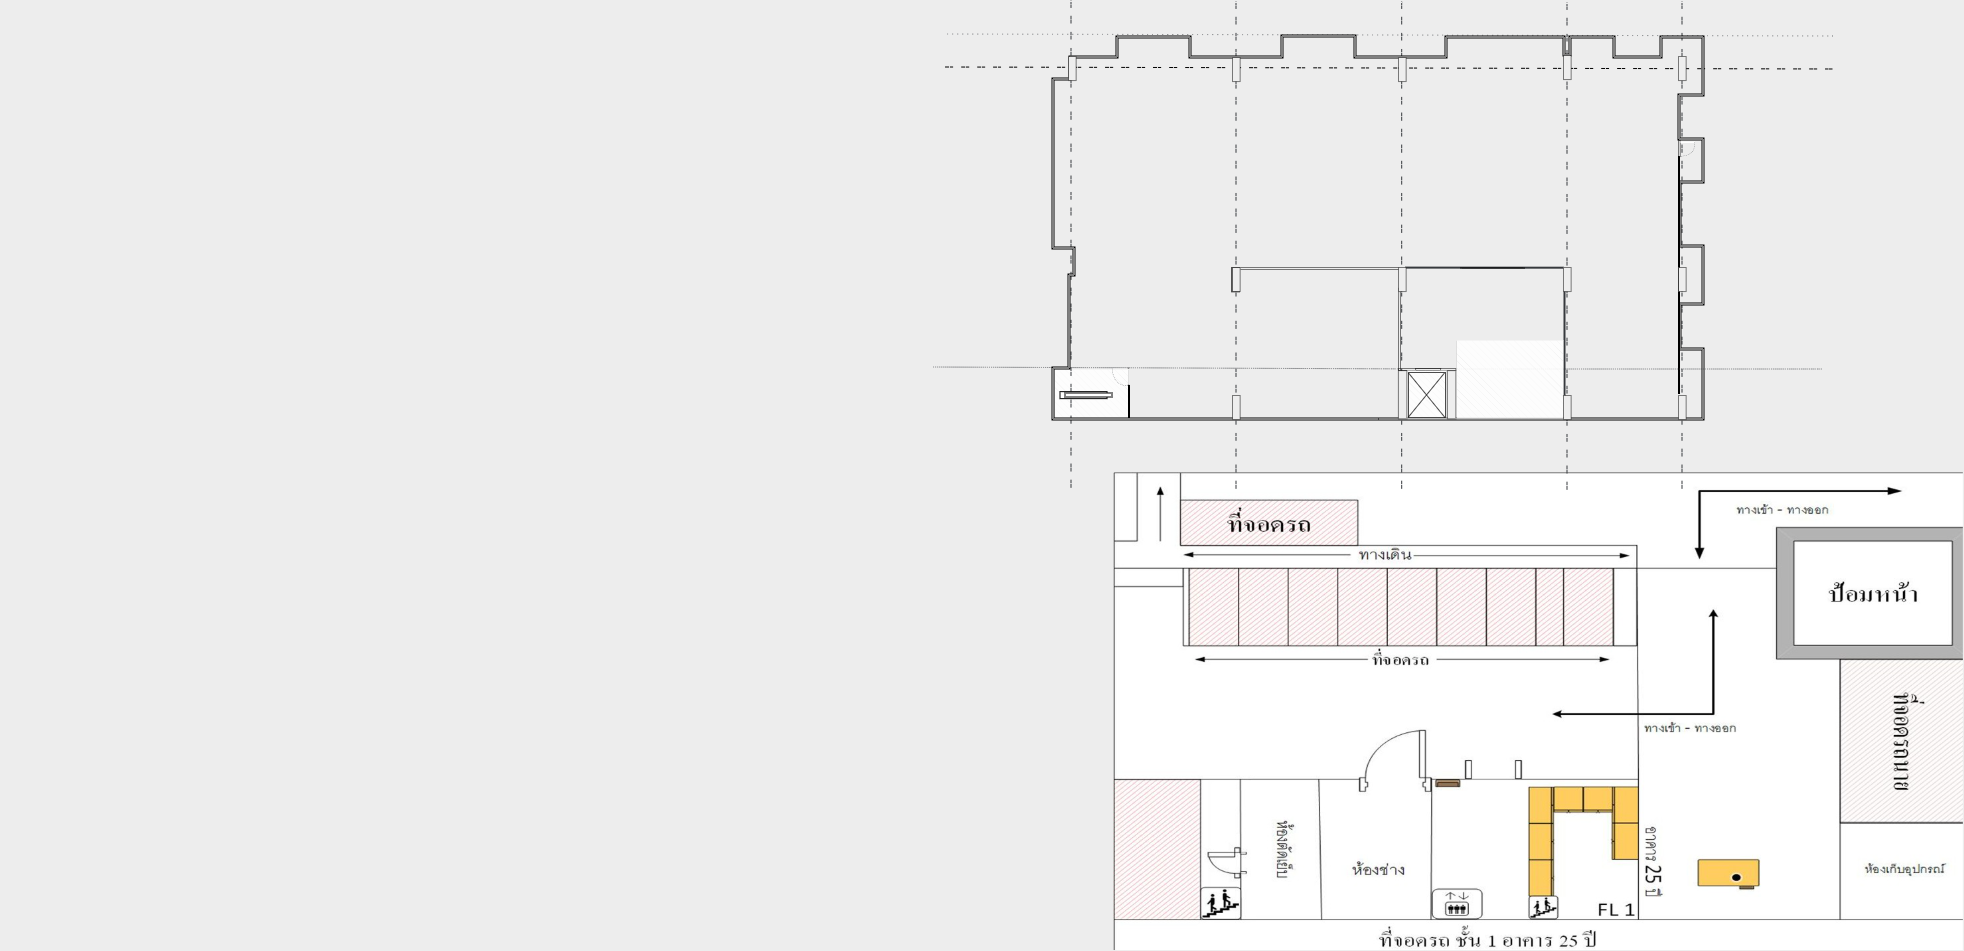 ที่จอดรถ
ทางเข้า - ทางออก
ทางเดิน
ป้อมหน้า
ที่จอดรถ
ที่จอดรถนาย
ทางเข้า - ทางออก
ห้องตัดเย็บ
ห้องช่าง
อาคาร 25 ปี
ห้องเก็บอุปกรณ์
FL 1
ที่จอดรถ ชั้น 1 อาคาร 25 ปี